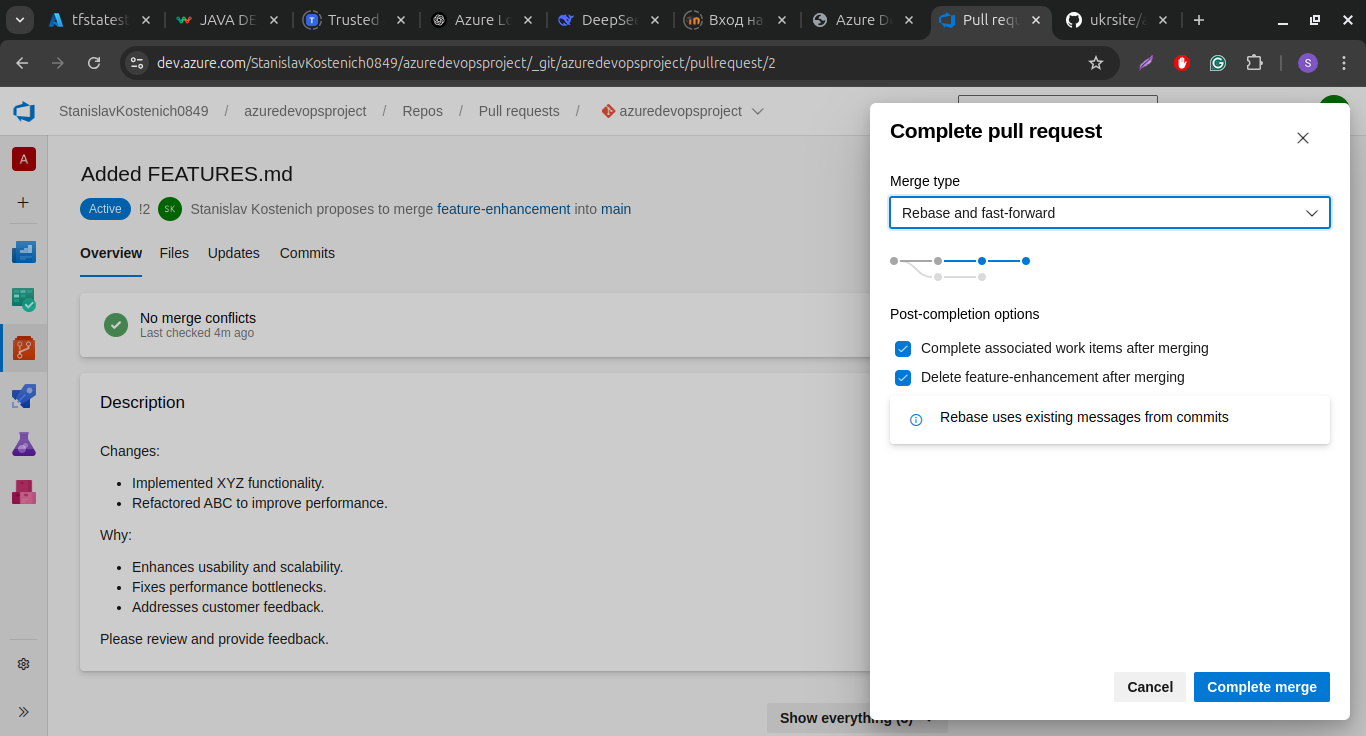 tfstates
JAVA DE
Trusted
Azure Lo
DeepSee
Вход на
Azure De
Pull requ
ukrsite/a
dev.azure.com/StanislavKostenich0849/azuredevopsproject/_git/azuredevopsproject/pullrequest/2
S
StanislavKostenich0849 / azuredevopsproject / Repos / Pull requests / azuredevopsproject
A
Added FEATURES.md
Active !2 SK Stanislav Kostenich proposes to merge feature-enhancement into main
Overview Files Updates Commits
No merge conflicts
Last checked 4m ago
Description
Changes:
• Implemented XYZ functionality.
• Refactored ABC to improve performance.
Why:
• Enhances usability and scalability.
• Fixes performance bottlenecks.
• Addresses customer feedback.
Please review and provide feedback.
Show everything
Complete pull request
Merge type
Rebase and fast-forward
Post-completion options
Complete associated work items after merging
Delete feature-enhancement after merging
Rebase uses existing messages from commits
Cancel
Complete merge